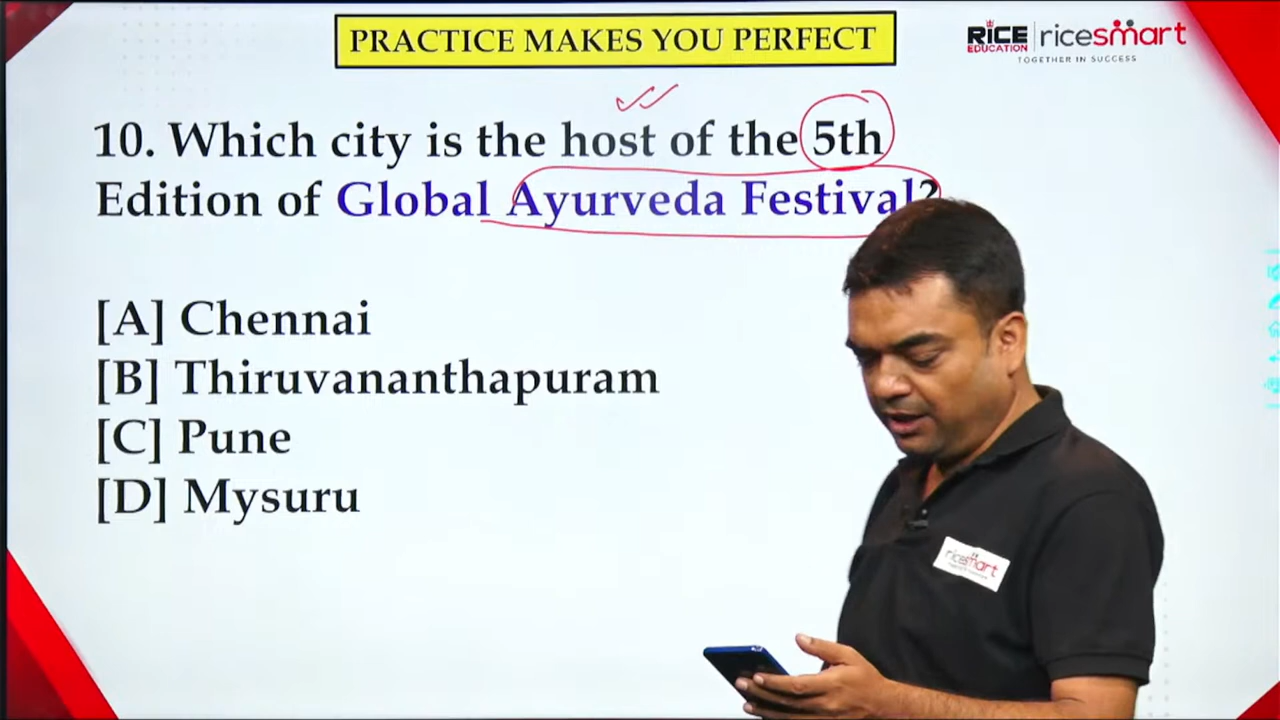 PRACTICE MAKES YOU PERFECT
RICE
EDUCATION
ricesmart
TOGETHER IN SUCCESS
10. Which city is the host of the 5th
Edition of Global Ayurveda Festival?
[A] Chennai
[B] Thiruvananthapuram
[C] Pune
[D] Mysuru
ricesmart